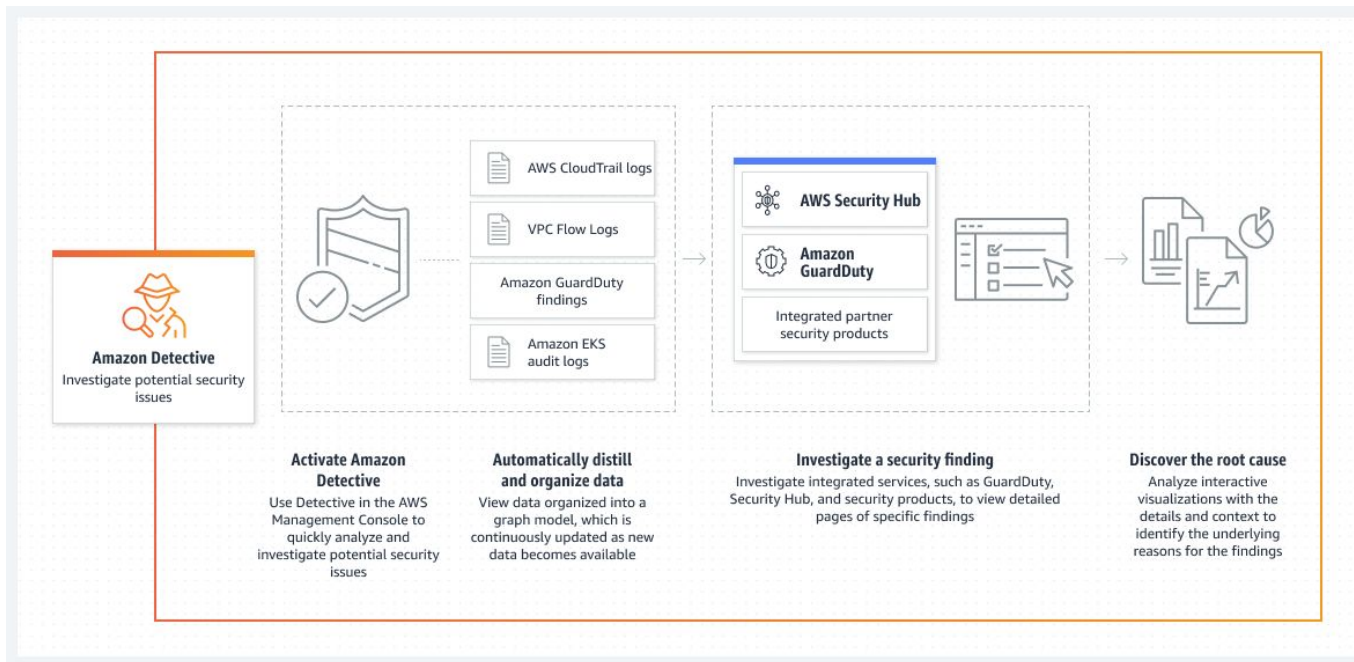 Amazon Detective
Investigate potential security
issues
AWS CloudTrail logs
VPC Flow Logs
Amazon GuardDuty
findings
Amazon EKS
audit logs
AWS Security Hub
Amazon
GuardDuty
Integrated partner
security products
Activate Amazon
Detective
Use Detective in the AWS
Management Console to
quickly analyze and
investigate potential security
issues
Automatically distill
and organize data
View data organized into a
graph model, which is
continuously updated as new
data becomes available
Investigate a security finding
Investigate integrated services, such as GuardDuty,
Security Hub, and security products, to view detailed
pages of specific findings
Discover the root cause
Analyze interactive
visualizations with the
details and context to
identify the underlying
reasons for the findings